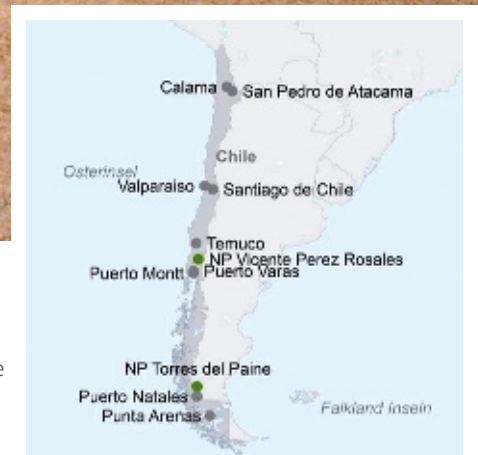 Calama
San Pedro de Atacama
Chile
Osterinsel
Valparaiso
Santiago de Chile
Temuco
NP Vicente Perez Rosales
Puerto Montt
Puerto Varas
NP Torres del Paine
e
Puerto Natales
Falkland Inseln
Punta Arenas